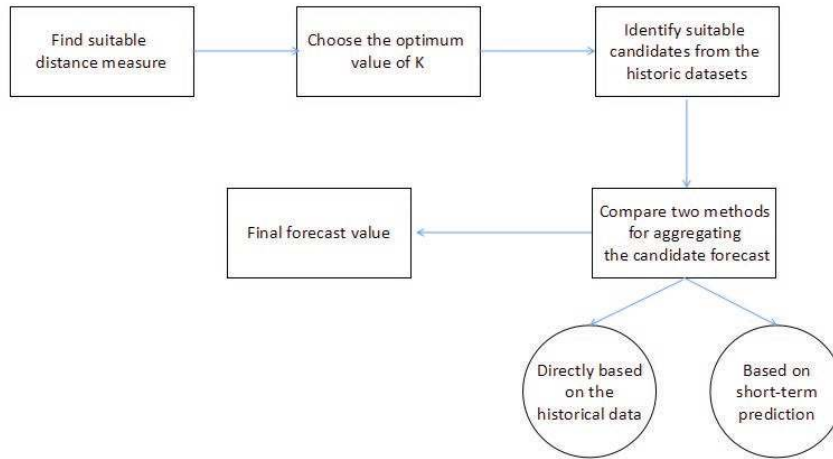 Find suitable
distance measure
Choose the optimum
value of K
Identify suitable
candidates from the
historic datasets
Compare two methods
for aggregating
the candidate forecast
Final forecast value
Directly based
on the
historical data
Based on
short-term
prediction